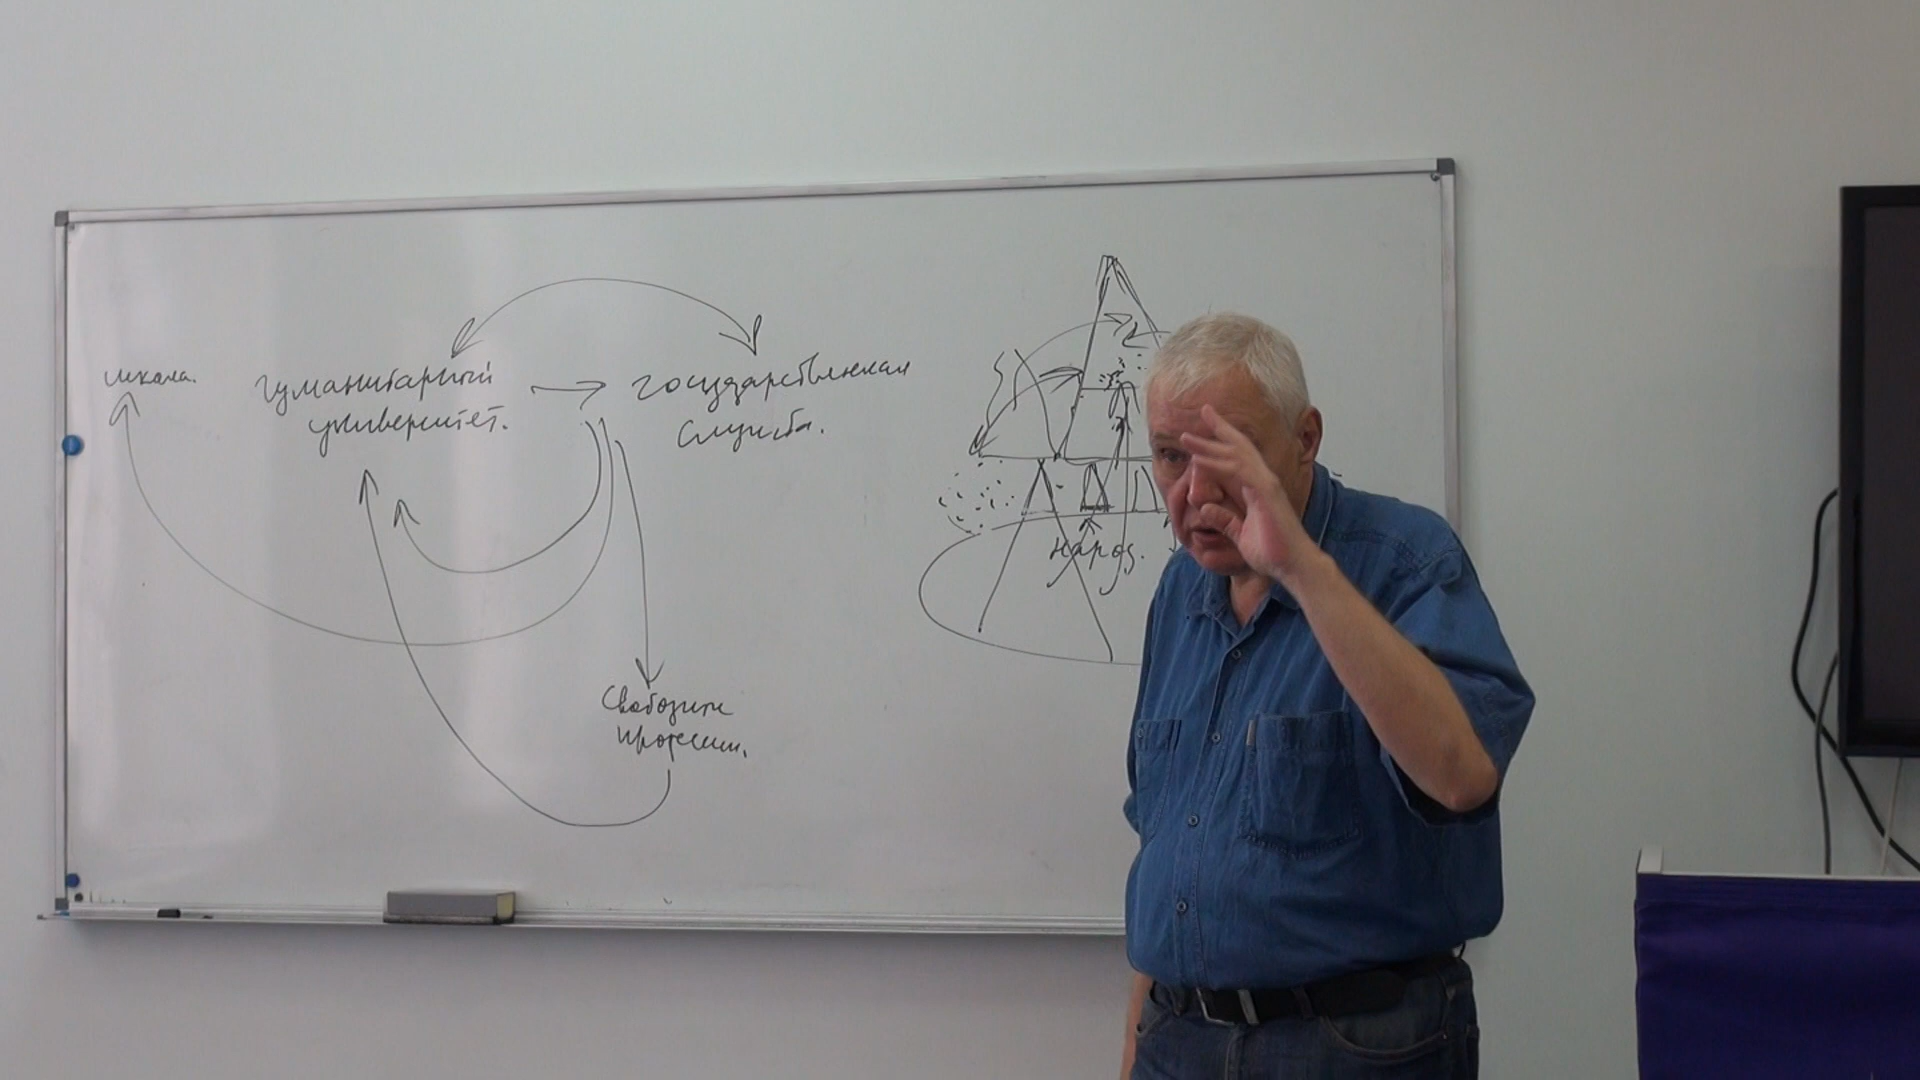 школа.
гуманитарный
университет.
государственная
служба.
народ.
Свободные
профессии.